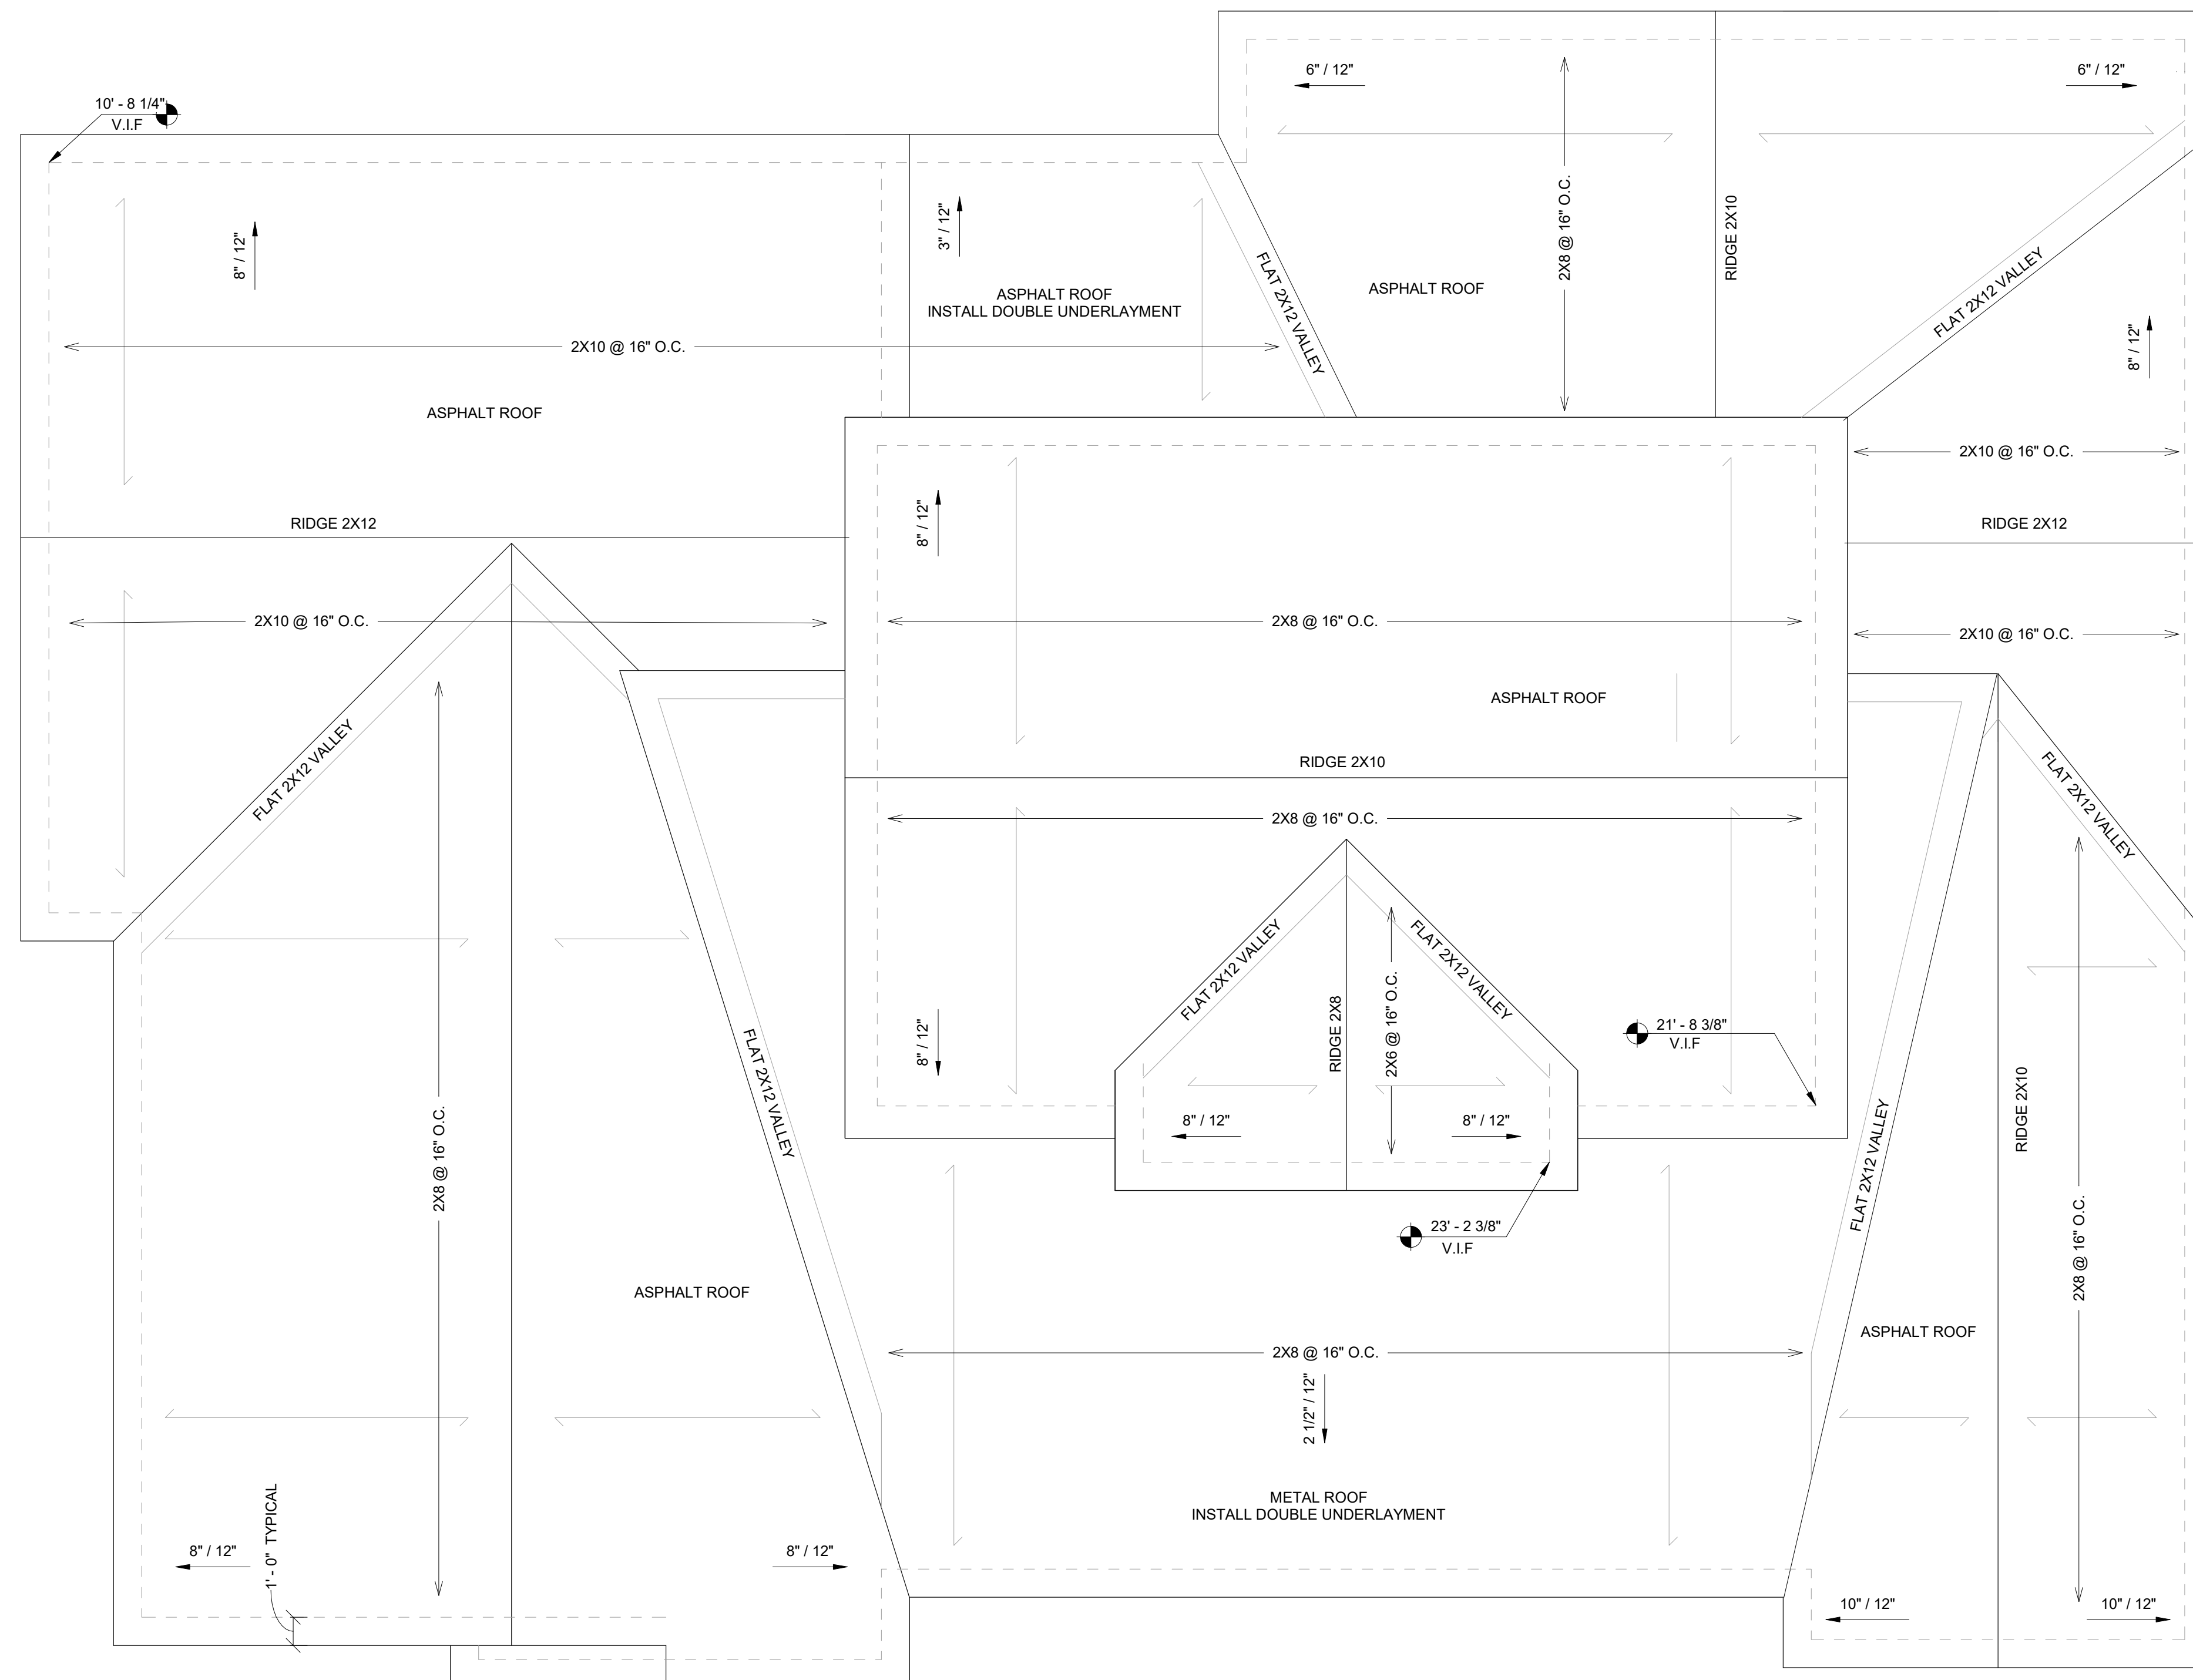 6" / 12"
6" / 12"
10' - 8 1/4"
V.I.F
8" / 12"
3" / 12"
2X8 @ 16" O.C.
RIDGE 2X10
FLAT 2X12 VALLEY
ASPHALT ROOF
INSTALL DOUBLE UNDERLAYMENT
ASPHALT ROOF
FLAT 2X12 VALLEY
8" / 12"
2X10 @ 16" O.C.
ASPHALT ROOF
2X10 @ 16" O.C.
RIDGE 2X12
8" / 12"
RIDGE 2X12
2X10 @ 16" O.C.
2X8 @ 16" O.C.
2X10 @ 16" O.C.
ASPHALT ROOF
FLAT 2X12 VALLEY
RIDGE 2X10
FLAT 2X12 VALLEY
2X8 @ 16" O.C.
FLAT 2X12 VALLEY
FLAT 2X12 VALLEY
RIDGE 2X8
2X6 @ 16" O.C.
8" / 12"
21' - 8 3/8"
V.I.F
FLAT 2X12 VALLEY
2X8 @ 16" O.C.
8" / 12"
8" / 12"
FLAT 2X12 VALLEY
RIDGE 2X10
23' - 2 3/8"
V.I.F
2X8 @ 16" O.C.
ASPHALT ROOF
ASPHALT ROOF
2X8 @ 16" O.C.
2 1/2" / 12"
METAL ROOF
INSTALL DOUBLE UNDERLAYMENT
8" / 12"
1' - 0" TYPICAL
8" / 12"
10" / 12"
10" / 12"